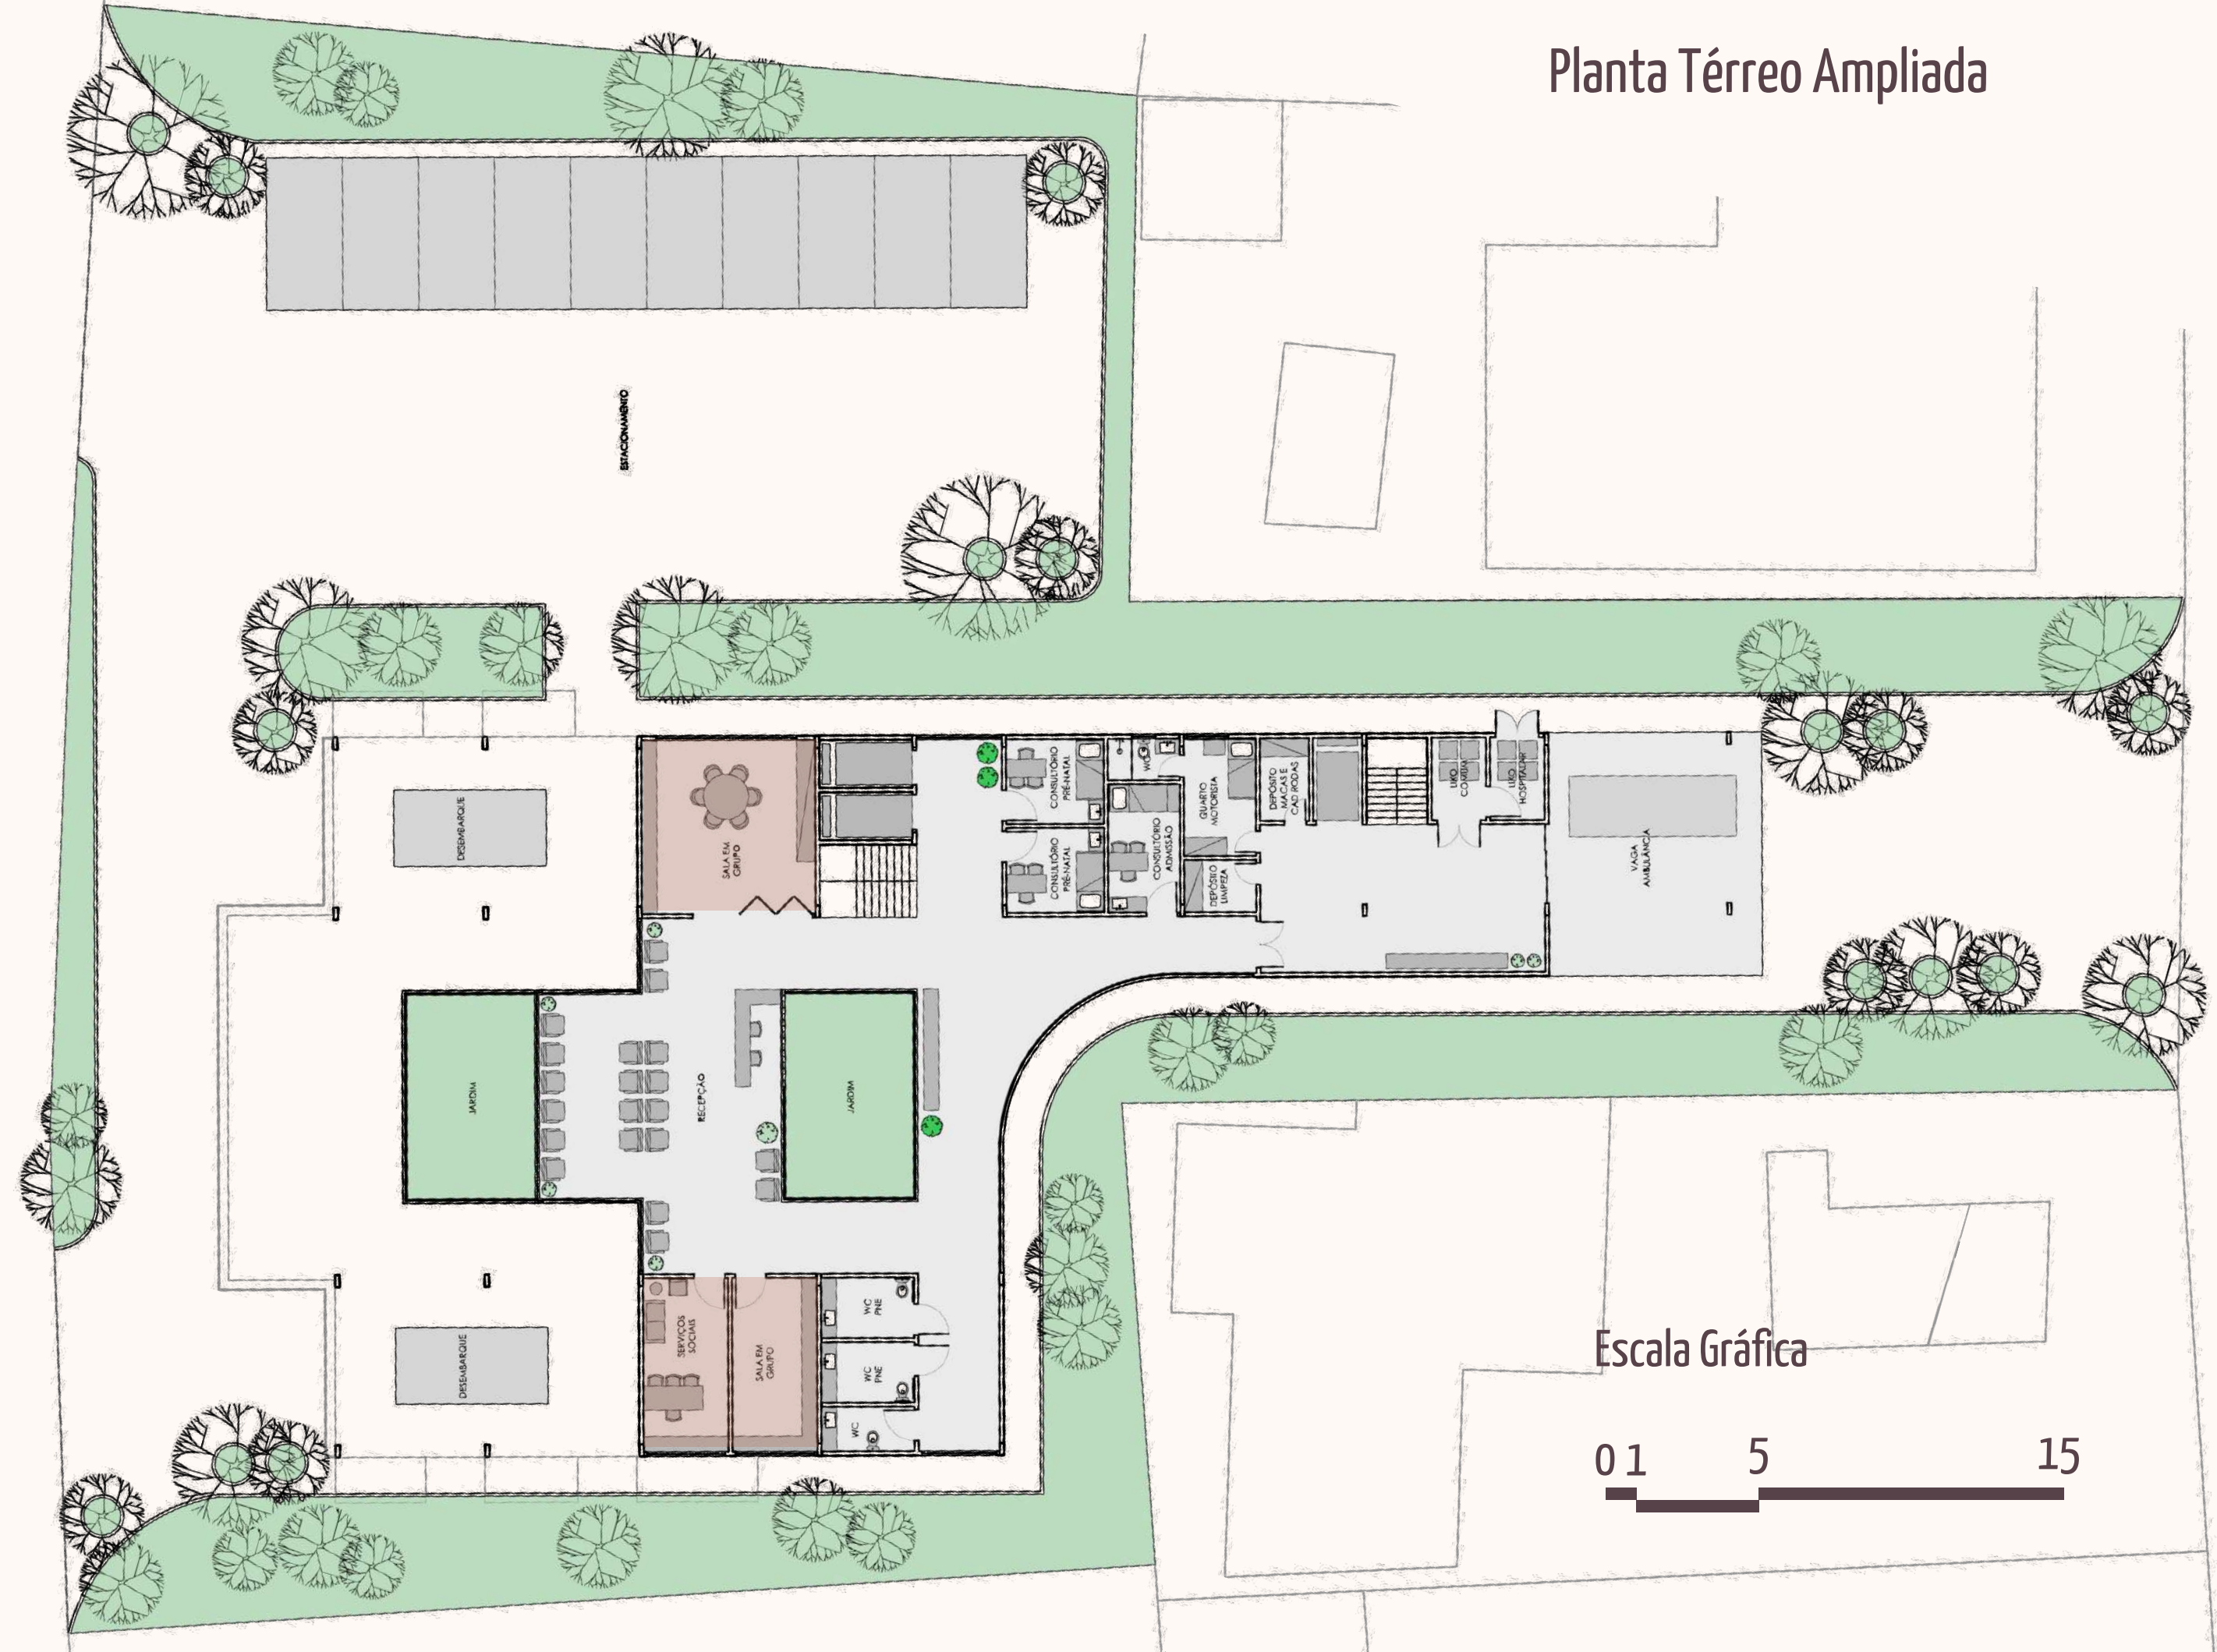 Planta Térreo Ampliada
ESTACIONAMENTO
DESEMBARQUE
SALA EM
GRUPO
CONSULTÓRIO
PRÉ-NATAL
CONSULTÓRIO
PRÉ-NATAL
WC
CONSULTÓRIO
ADMISSÃO
QUARTO
MOTORISTA
DEPÓSITO
LIMPEZA
DEPÓSITO
MACAS E
CAD RODAS
LIXO
COMUM
LIXO
HOSPITALAR
VAGA
AMBULÂNCIA
JARDIM
RECEPÇÃO
JARDIM
DESEMBARQUE
SERVIÇOS
SOCIAIS
SALA EM
GRUPO
WC
PNE
WC
PNE
WC
Escala Gráfica
0 1 5 15